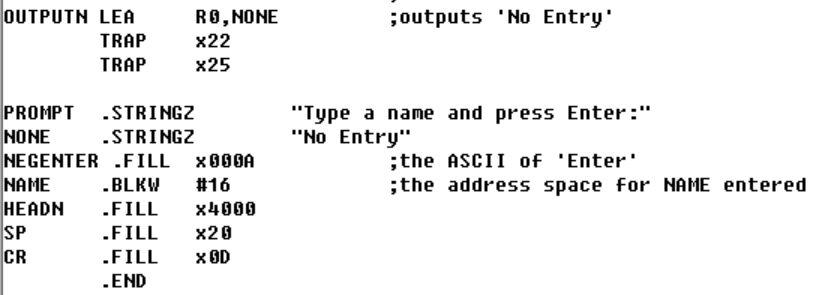 OUTPUTN LEA R0,NONE ;outputs 'No Entry'
TRAP x22
TRAP x25
PROMPT .STRINGZ "Type a name and press Enter:"
NONE .STRINGZ "No Entry"
NEGENTER .FILL x000A ;the ASCII of 'Enter'
NAME .BLKW #16 ;the address space for NAME entered
HEADN .FILL x4000
SP .FILL x20
CR .FILL x0D
.END